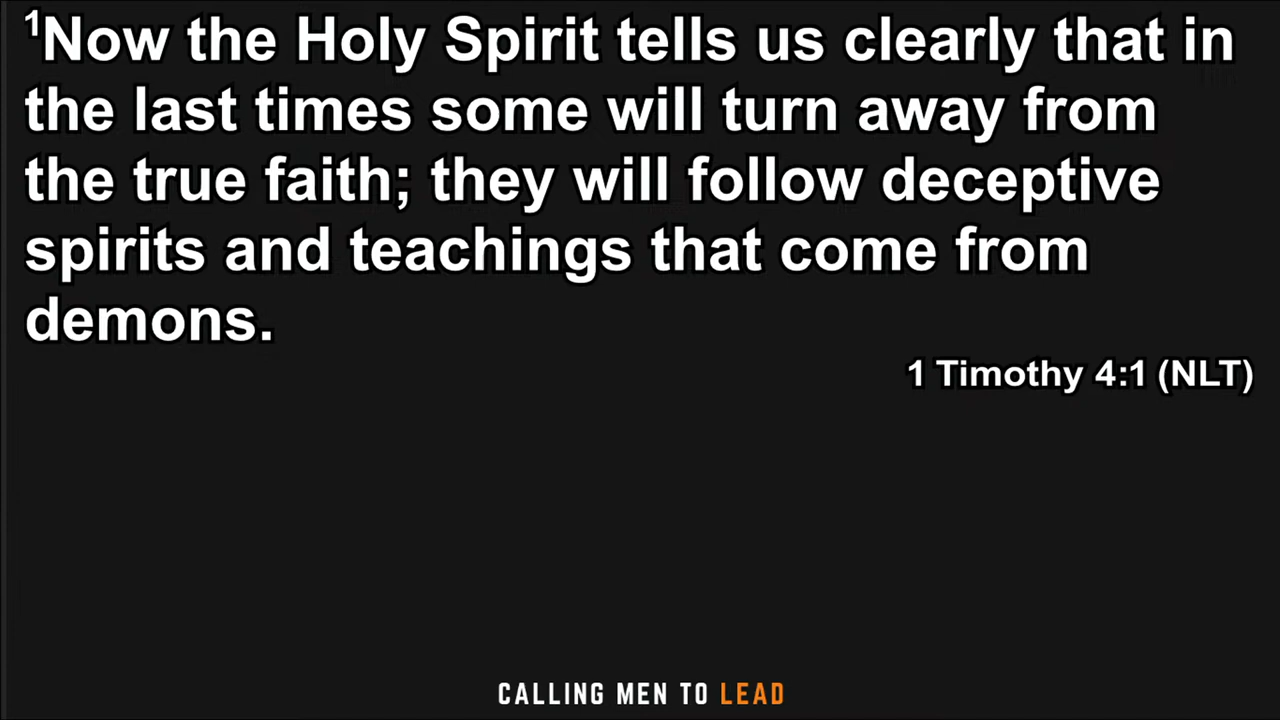 ¹Now the Holy Spirit tells us clearly that in
the last times some will turn away from
the true faith; they will follow deceptive
spirits and teachings that come from
demons.
1 Timothy 4:1 (NLT)
CALLING MEN TO LEAD